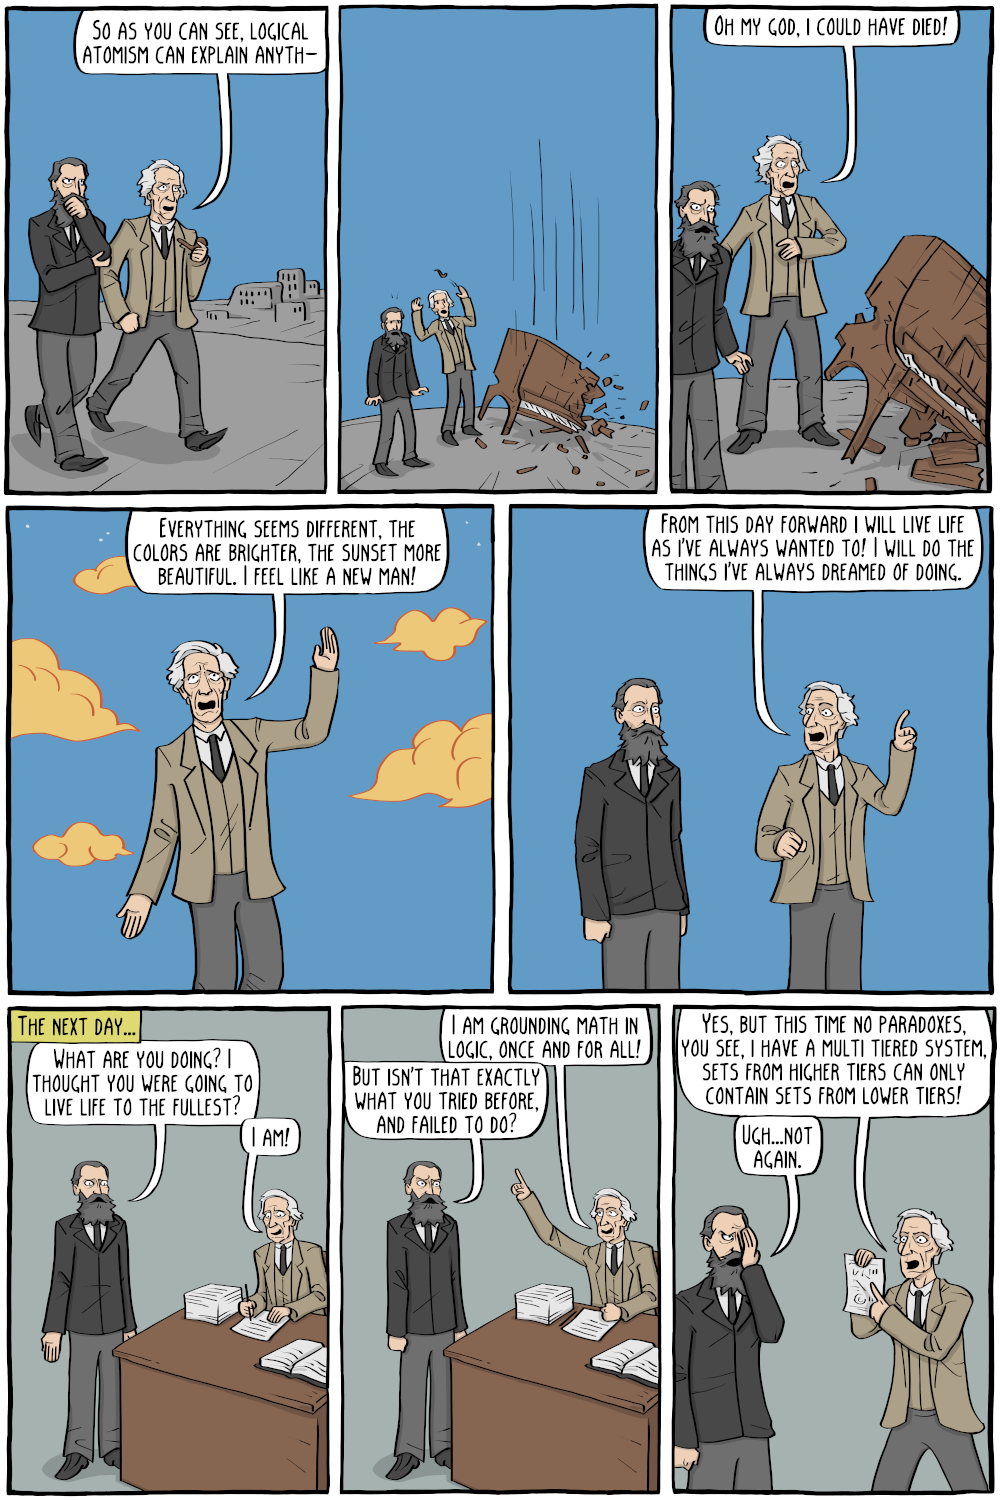 So as you can see, logical
atomism can explain anyth–
Oh my god, I could have died!
Everything seems different, the
colors are brighter, the sunset more
beautiful. I feel like a new man!
From this day forward I will live life
as I've always wanted to! I will do the
things I've always dreamed of doing.
The next day...
What are you doing? I
thought you were going to
live life to the fullest?
I am!
I am grounding math in
logic, once and for all!
But isn't that exactly
what you tried before,
and failed to do?
Yes, but this time no paradoxes,
you see, I have a multi tiered system,
sets from higher tiers can only
contain sets from lower tiers!
Ugh...not
again.